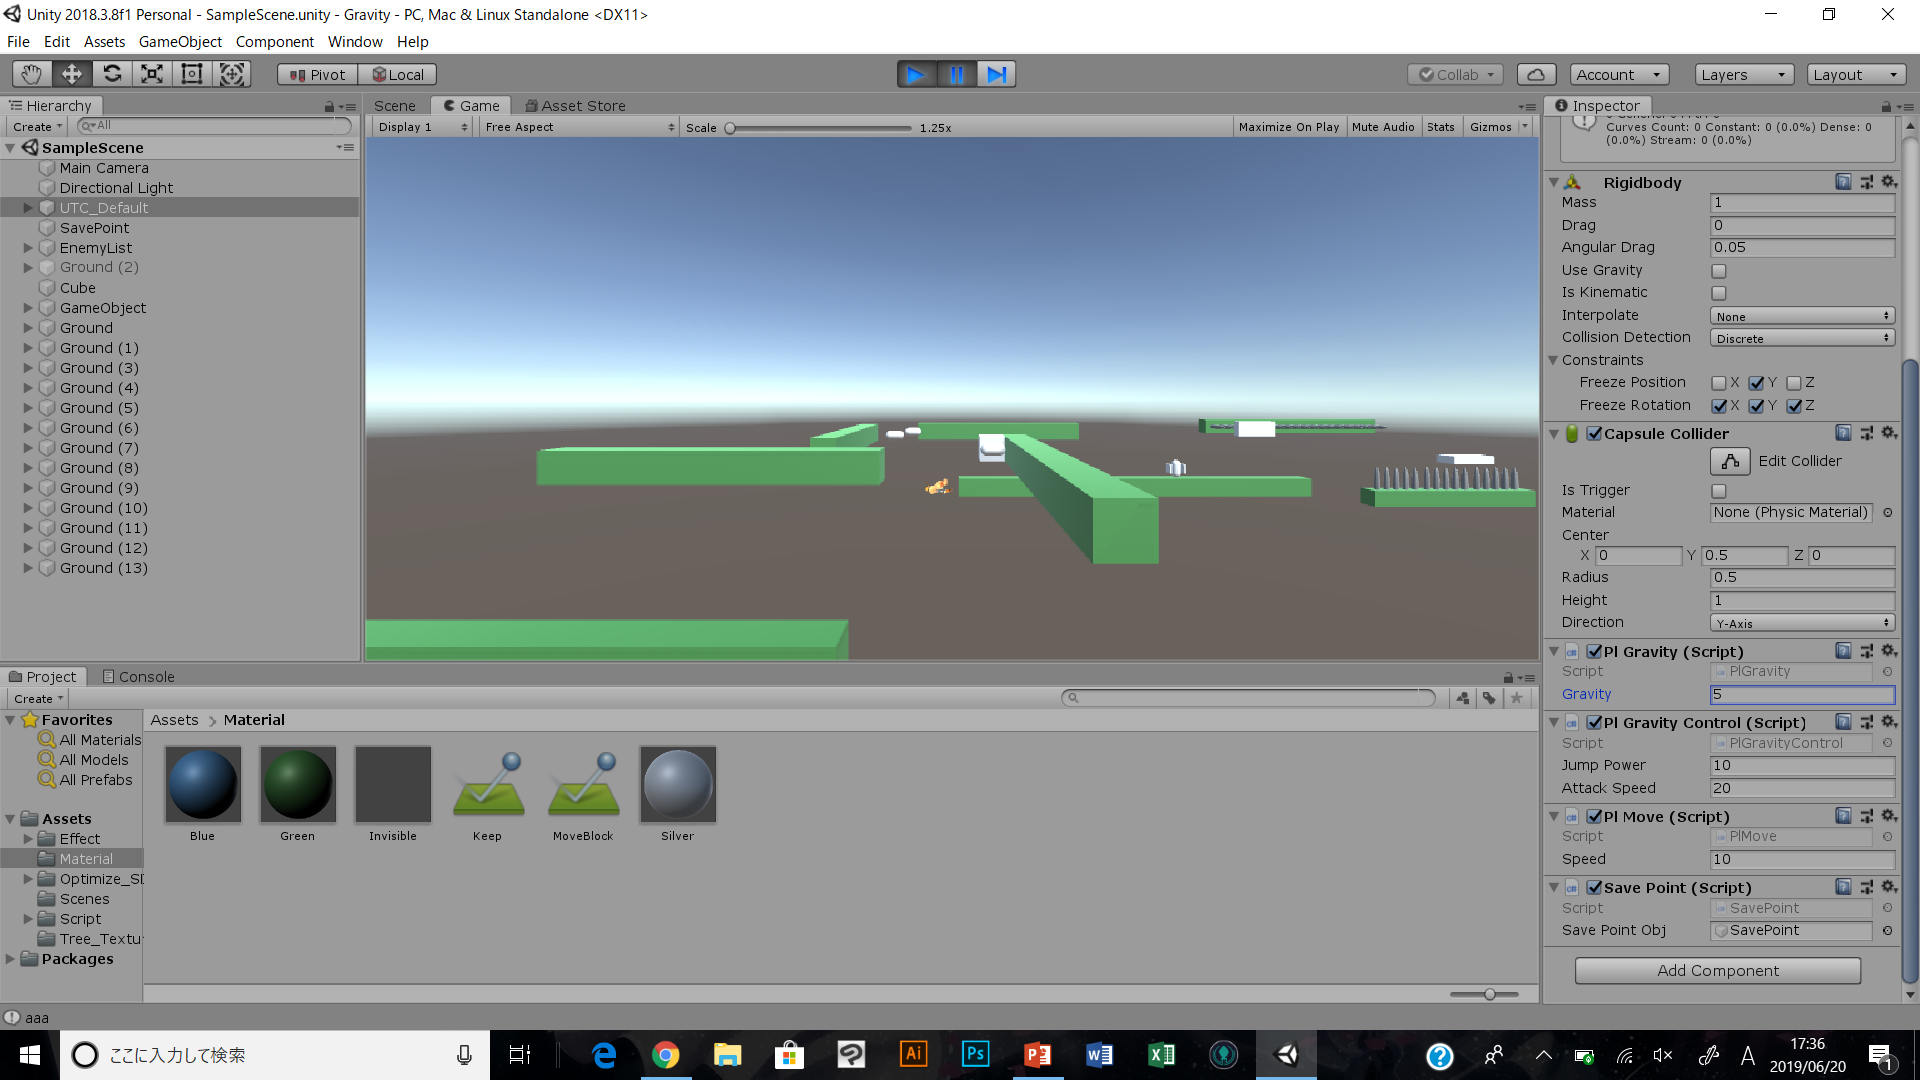 Unity 2018.3.8f1 Personal - SampleScene.unity - Gravity - PC, Mac & Linux Standalone <DX11>
File Edit Assets GameObject Component Window Help
Pivot Local Collab Account Layers Layout
Hierarchy
Create All
SampleScene
Main Camera
Directional Light
UTC_Default
SavePoint
EnemyList
Ground (2)
Cube
GameObject
Ground
Ground (1)
Ground (3)
Ground (4)
Ground (5)
Ground (6)
Ground (7)
Ground (8)
Ground (9)
Ground (10)
Ground (11)
Ground (12)
Ground (13)
Scene Game Asset Store
Display 1 Free Aspect Scale 1.25x Maximize On Play Mute Audio Stats Gizmos
Inspector
Curves Count: 0 Constant: 0 (0.0%) Dense: 0
(0.0%) Stream: 0 (0.0%)
Rigidbody
Mass 1
Drag 0
Angular Drag 0.05
Use Gravity
Is Kinematic
Interpolate None
Collision Detection Discrete
Constraints
Freeze Position X Y Z
Freeze Rotation X Y Z
Capsule Collider
Edit Collider
Is Trigger
Material None (Physic Material)
Center
X 0 Y 0.5 Z 0
Radius 0.5
Height 1
Direction Y-Axis
Pl Gravity (Script)
Script PlGravity
Gravity 5
Pl Gravity Control (Script)
Script PlGravityControl
Jump Power 10
Attack Speed 20
Pl Move (Script)
Script PlMove
Speed 10
Save Point (Script)
Script SavePoint
Save Point Obj SavePoint
Add Component
Project Console
Create
Favorites
All Materials
All Models
All Prefabs
Assets
Effect
Material
Optimize_SD
Scenes
Script
Tree_Textu
Packages
Assets > Material
Blue Green Invisible Keep MoveBlock Silver
aaa
ここに入力して検索
Ai Ps
A
17:36
2019/06/20
1